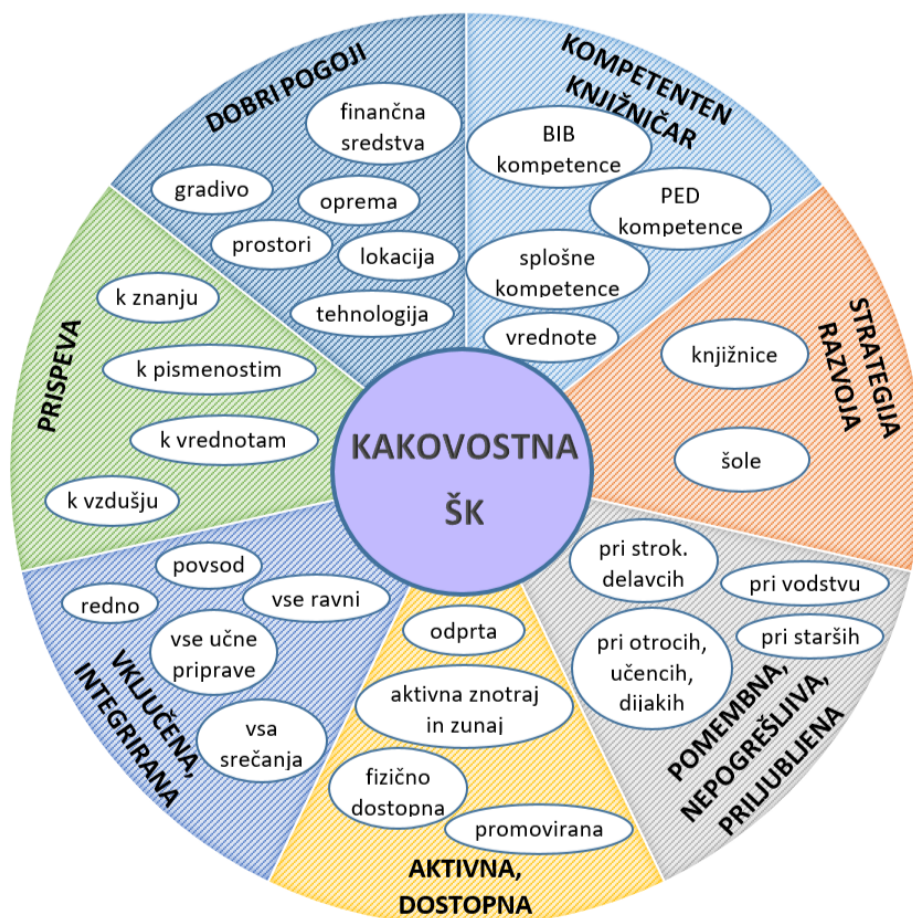 KAKOVOSTNA
ŠK
DOBRI POGOJI
finančna
sredstva
gradivo
oprema
prostori
lokacija
tehnologija
KOMPETENTEN
KNJIŽNIČAR
BIB
kompetence
PED
kompetence
splošne
kompetence
vrednote
STRATEGIJA
RAZVOJA
knjižnice
šole
POMEMBNA,
NEPOGREŠLJIVA,
PRILJUBLJENA
pri strok.
delavcih
pri vodstvu
pri starših
pri otrocih,
učencih,
dijakih
AKTIVNA,
DOSTOPNA
odprta
aktivna znotraj
in zunaj
fizično
dostopna
promovirana
VKLJUČENA,
INTEGRIRANA
povsod
redno
vse ravni
vse učne
priprave
vsa
srečanja
PRISPEVA
k znanju
k pismenostim
k vrednotam
k vzdušju